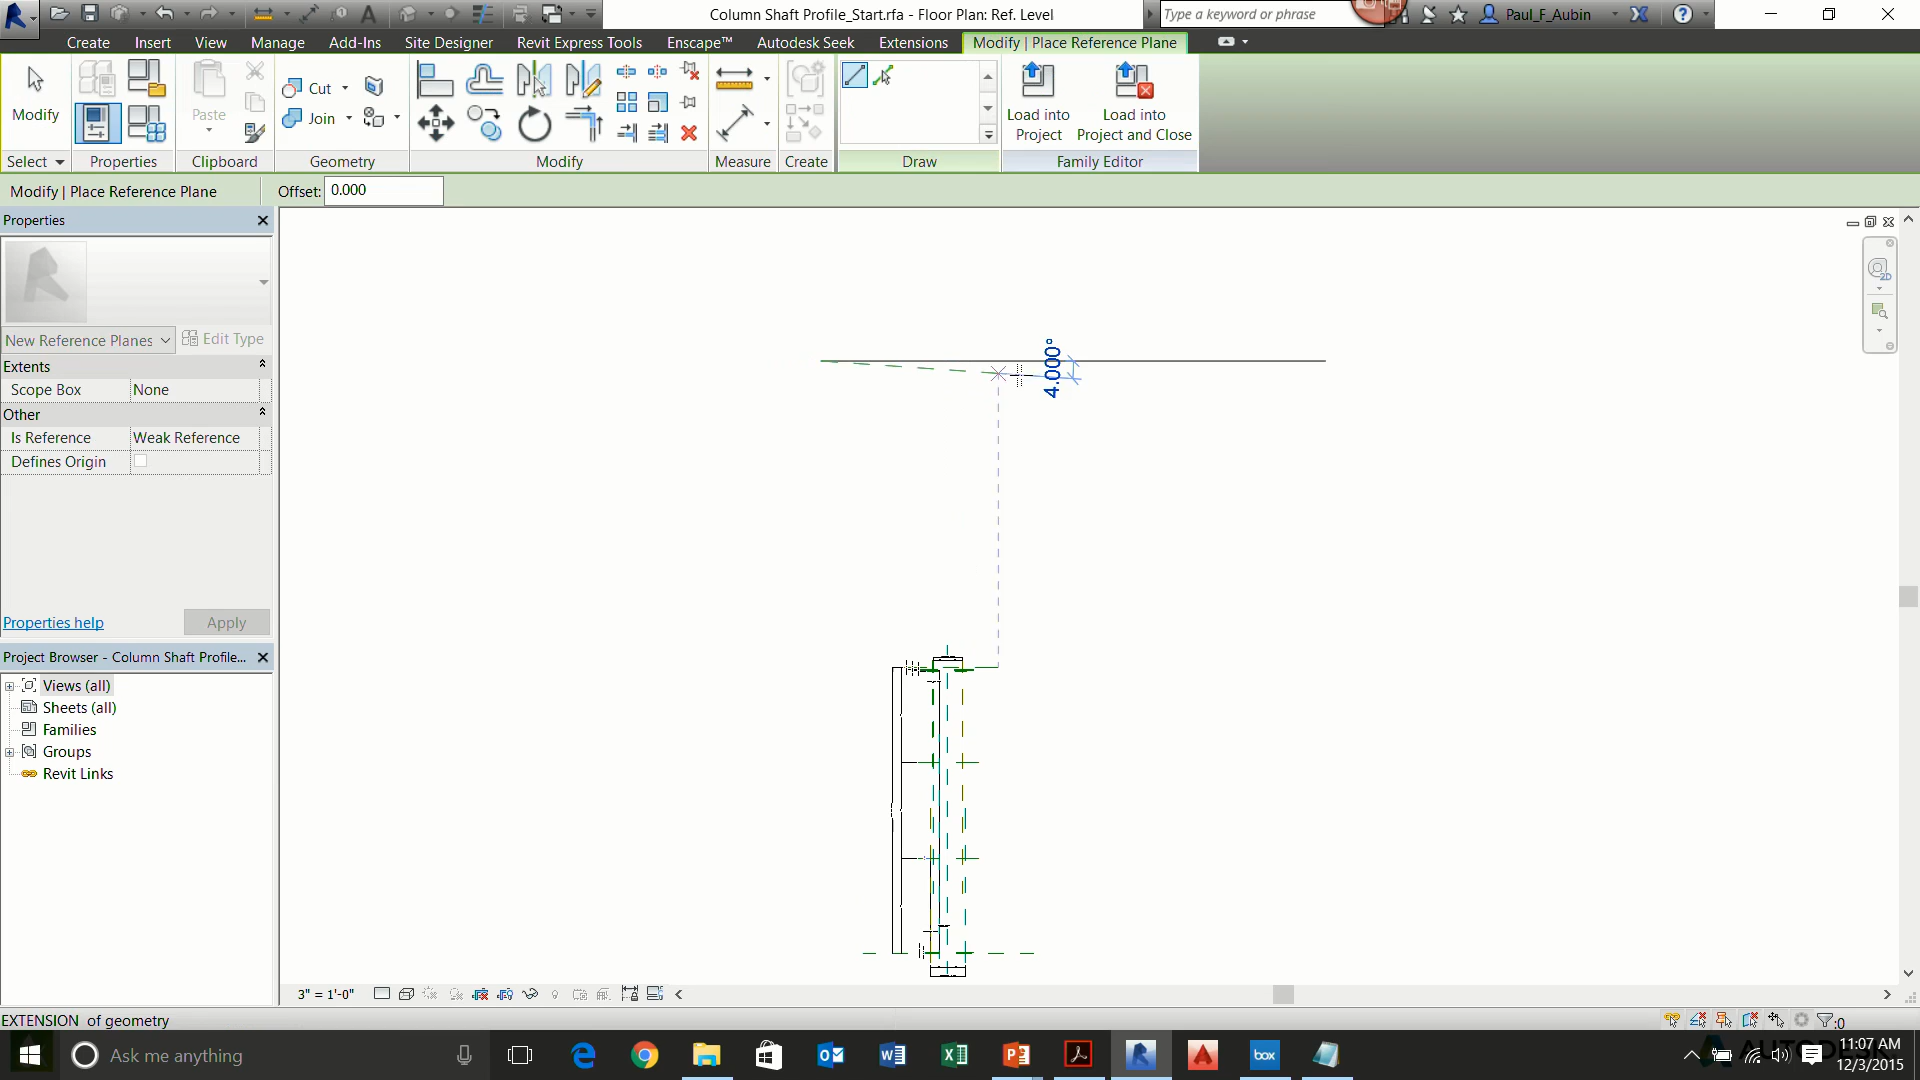 Column Shaft Profile_Start.rfa - Floor Plan: Ref. Level
Type a keyword or phrase
Paul_F_Aubin
Create
Insert
View
Manage
Add-Ins
Site Designer
Revit Express Tools
Enscape™
Autodesk Seek
Extensions
Modify | Place Reference Plane
Modify
Paste
Cut
Join
Load into
Project
Load into
Project and Close
Select
Properties
Clipboard
Geometry
Modify
Measure
Create
Draw
Family Editor
Modify | Place Reference Plane
Offset:
0.000
Properties
New Reference Planes
Edit Type
Extents
Scope Box
None
Other
Is Reference
Weak Reference
Defines Origin
Properties help
Apply
Project Browser - Column Shaft Profile...
Views (all)
Sheets (all)
Families
Groups
Revit Links
4.000°
2D
3" = 1'-0"
EXTENSION of geometry
:0
Ask me anything
box
11:07 AM
12/3/2015